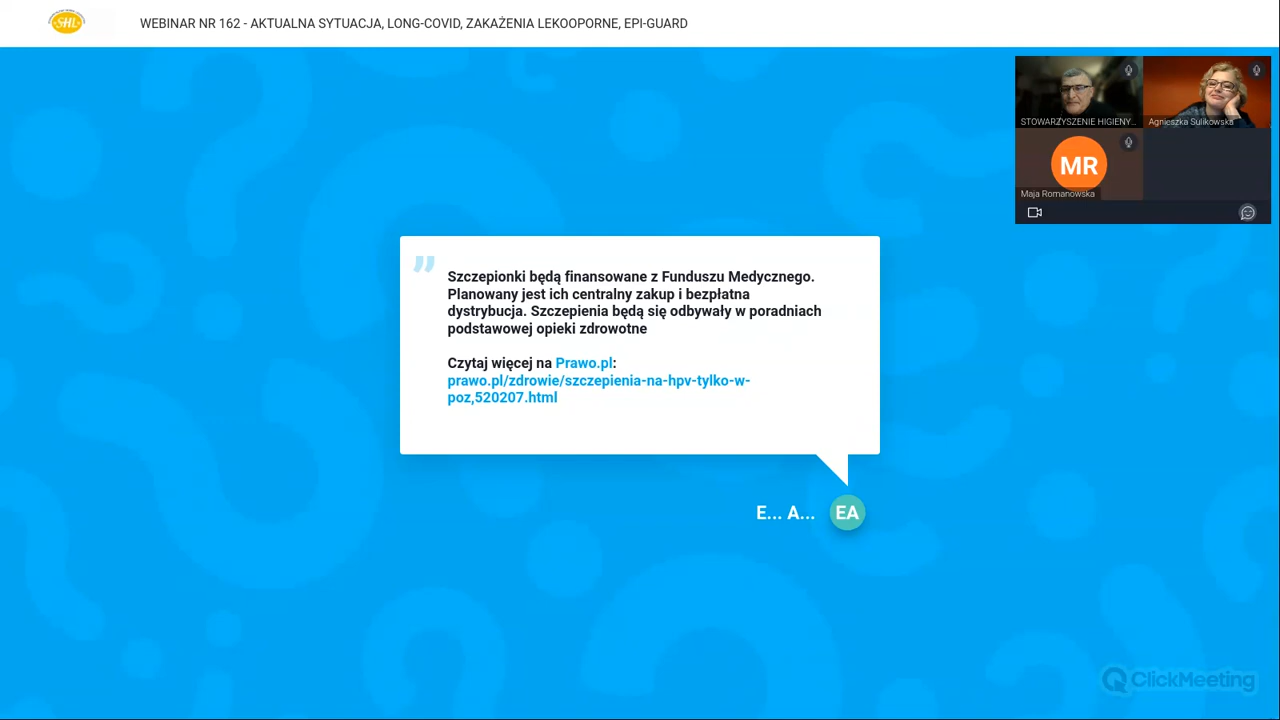 SHL
WEBINAR NR 162 - AKTUALNA SYTUACJA, LONG-COVID, ZAKAŻENIA LEKOOPORNE, EPI-GUARD
STOWARZYSZENIE HIGIENY...
Agnieszka Sulikowska
MR
Maja Romanowska
Szczepionki będą finansowane z Funduszu Medycznego.
Planowany jest ich centralny zakup i bezpłatna
dystrybucja. Szczepienia będą się odbywały w poradniach
podstawowej opieki zdrowotne
Czytaj więcej na Prawo.pl:
prawo.pl/zdrowie/szczepienia-na-hpv-tylko-w-
poz,520207.html
E... A... EA
ClickMeeting